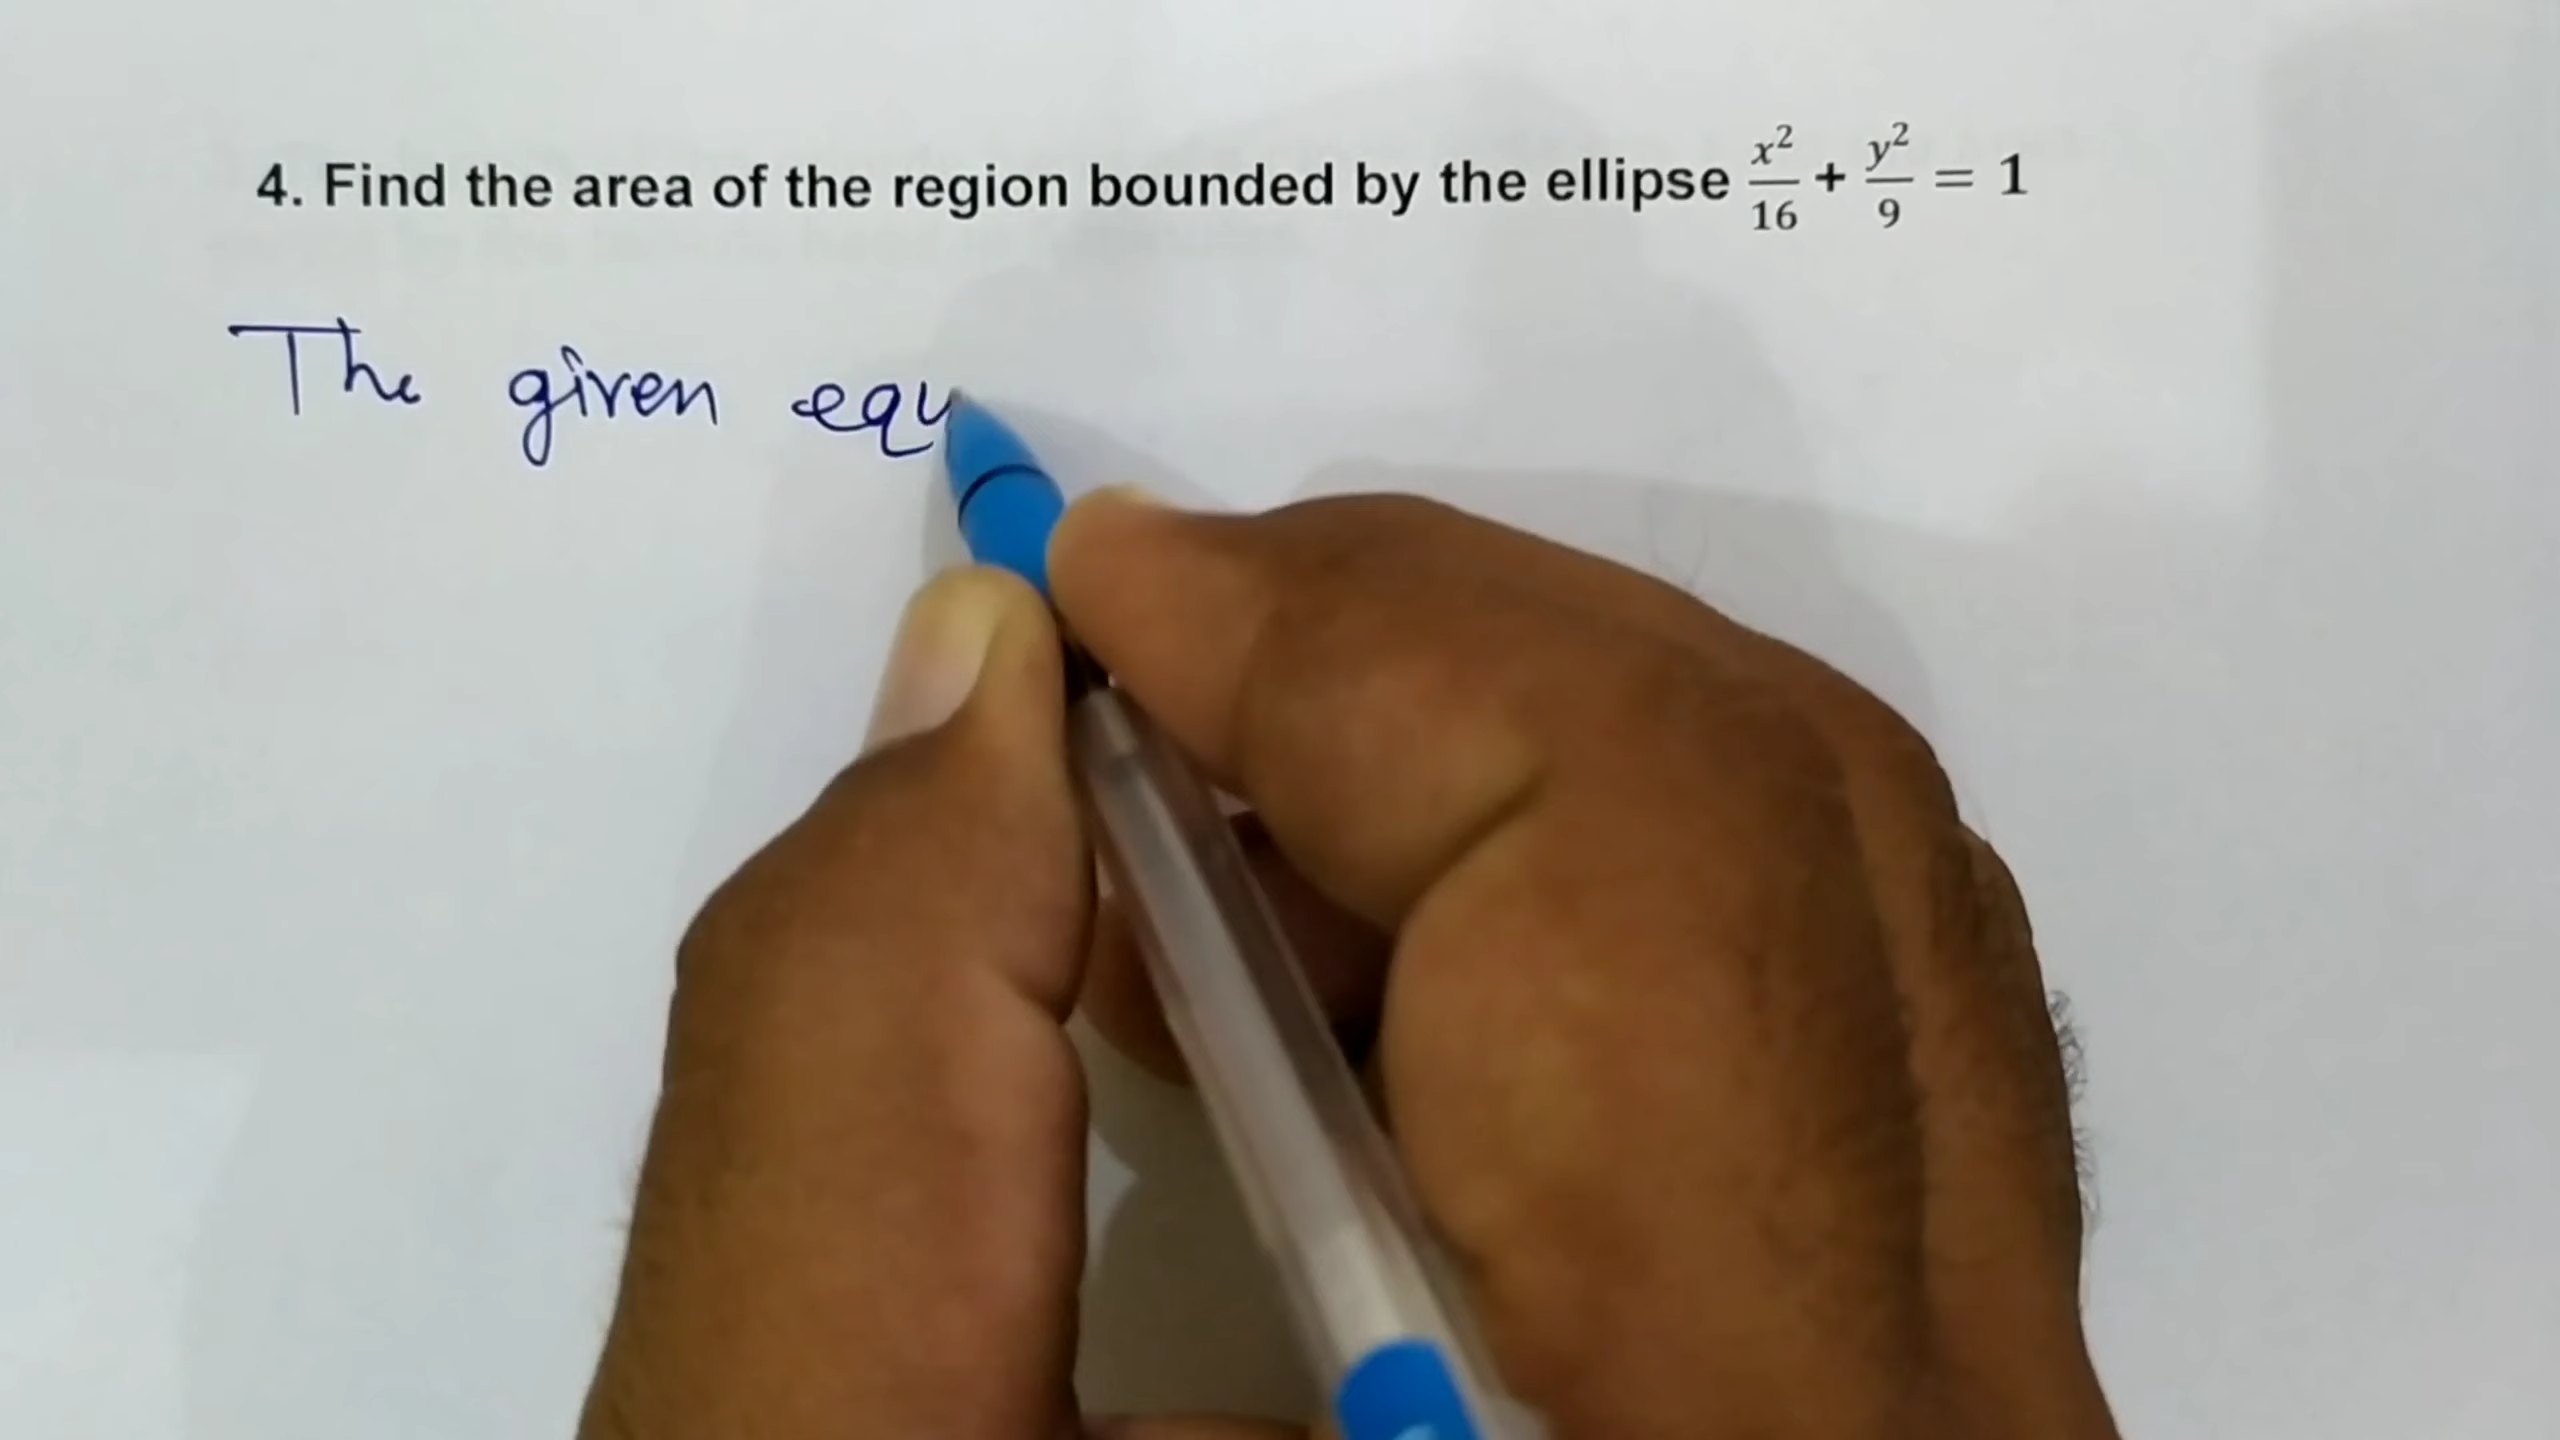 4. Find the area of the region bounded by the ellipse x²/16 + y²/9 = 1
The given equ